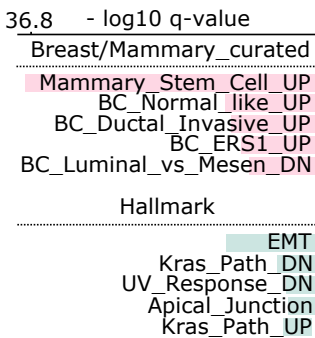 36.8 - log10 q-value
Breast/Mammary_curated
Mammary_Stem_Cell_UP
BC_Normal_like_UP
BC_Ductal_Invasive_UP
BC_ERS1_UP
BC_Luminal_vs_Mesen_DN
Hallmark
EMT
Kras_Path_DN
UV_Response_DN
Apical_Junction
Kras_Path_UP